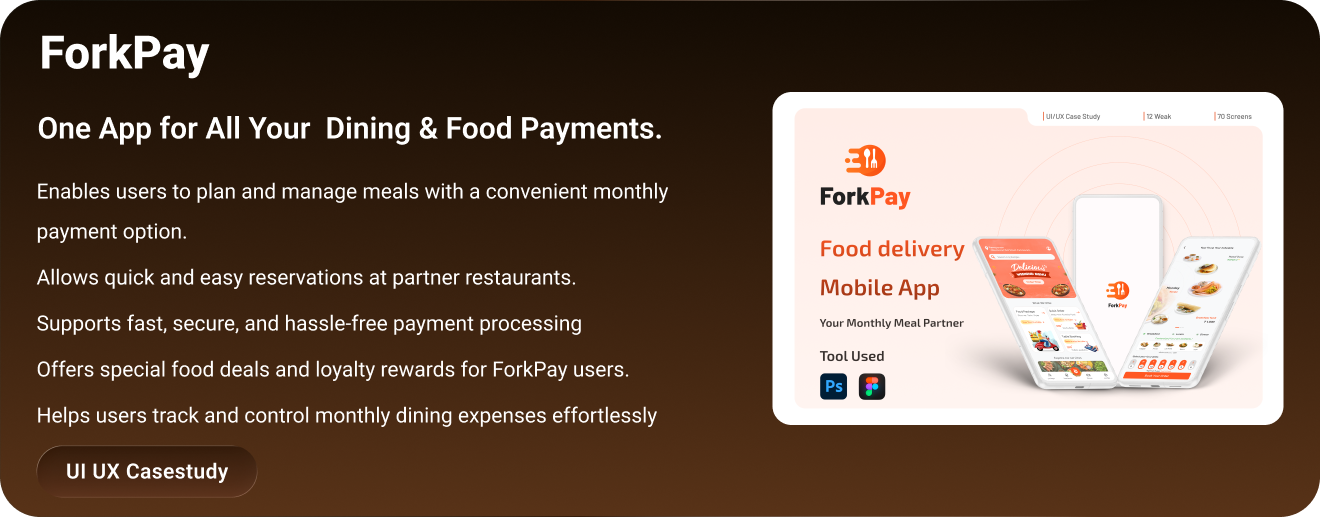 ForkPay
One App for All Your  Dining & Food Payments.
Enables users to plan and manage meals with a convenient monthly
payment option.
Allows quick and easy reservations at partner restaurants.
Supports fast, secure, and hassle-free payment processing
Offers special food deals and loyalty rewards for ForkPay users.
Helps users track and control monthly dining expenses effortlessly
UI UX Casestudy
UI/UX Case Study
12 Weak
70 Screens
ForkPay
Food delivery
Mobile App
Your Monthly Meal Partner
Tool Used
Ps
Delicious
ForkPay
Monday